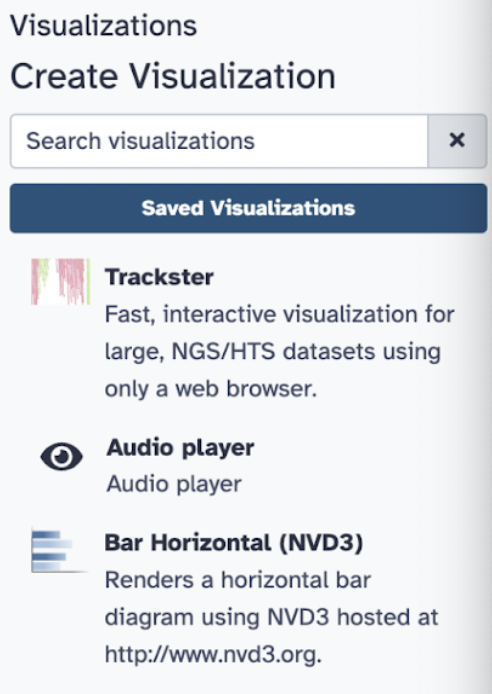 Visualizations
Create Visualization
Search visualizations
Saved Visualizations
Trackster
Fast, interactive visualization for
large, NGS/HTS datasets using
only a web browser.
Audio player
Audio player
Bar Horizontal (NVD3)
Renders a horizontal bar
diagram using NVD3 hosted at
http://www.nvd3.org.